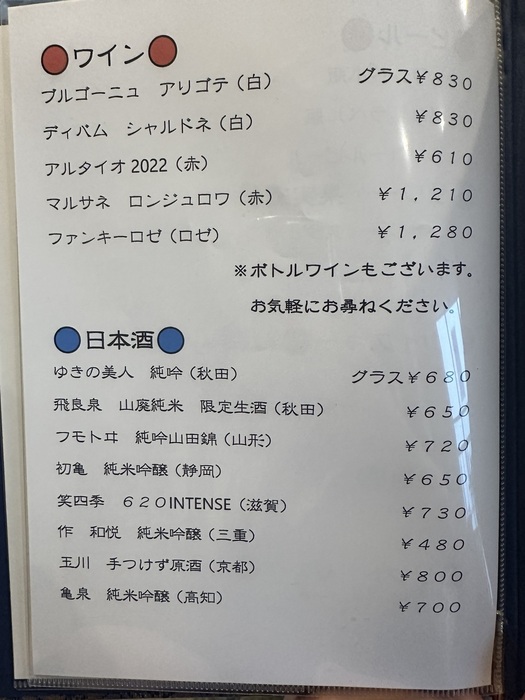 ワイン
ブルゴーニュ アリゴテ（白） グラス￥８３０
ディバム シャルドネ（白） ￥８３０
アルタイオ 2022（赤） ￥６１０
マルサネ ロンジュロワ（赤） ￥１，２１０
ファンキーロゼ（ロゼ） ￥１，２８０
※ボトルワインもございます。
お気軽にお尋ねください。
日本酒
ゆきの美人 純吟（秋田） グラス￥６８０
飛良泉 山廃純米 限定生酒（秋田） ￥６５０
フモトヰ 純吟山田錦（山形） ￥７２０
初亀 純米吟醸（静岡） ￥６５０
笑四季 ６２０INTENSE（滋賀） ￥７３０
作 和悦 純米吟醸（三重） ￥４８０
玉川 手つけず原酒（京都） ￥８００
亀泉 純米吟醸（高知） ￥７００